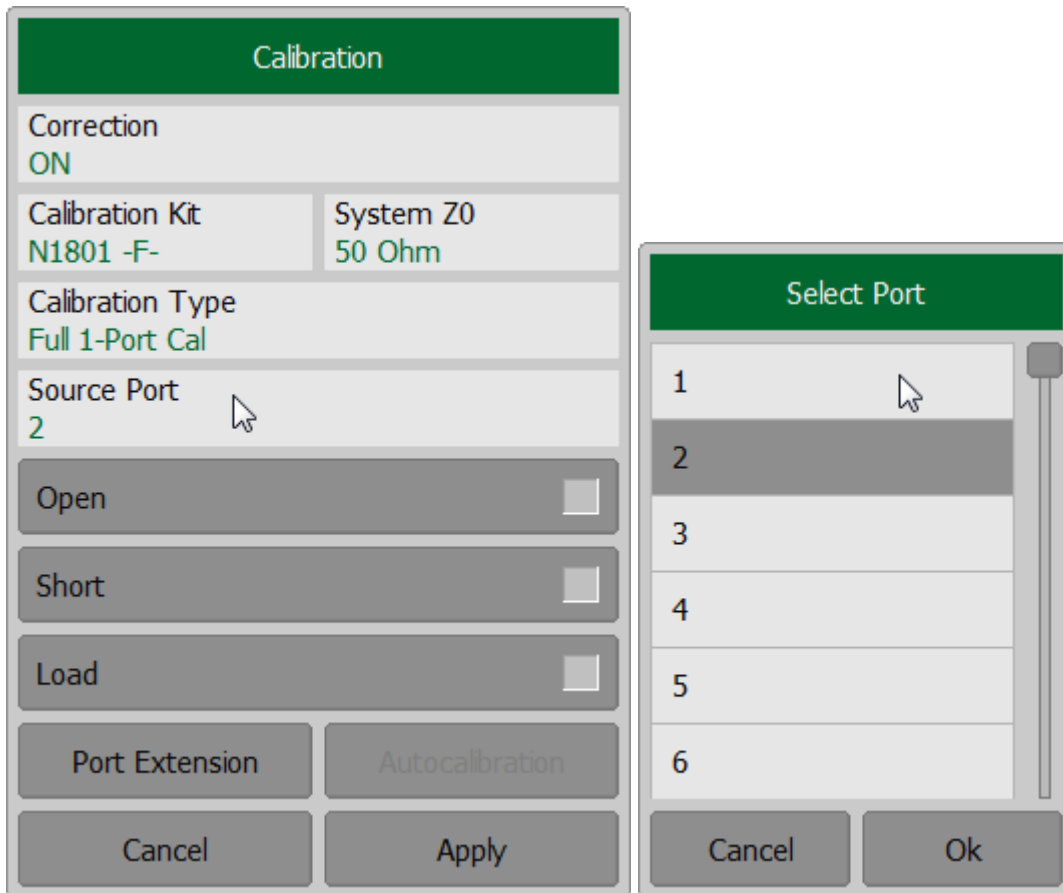 Calibration
Correction
ON
Calibration Kit
N1801 -F-
System Z0
50 Ohm
Calibration Type
Full 1-Port Cal
Source Port
2
Open
Short
Load
Port Extension
Autocalibration
Cancel
Apply
Select Port
1
2
3
4
5
6
Cancel
Ok